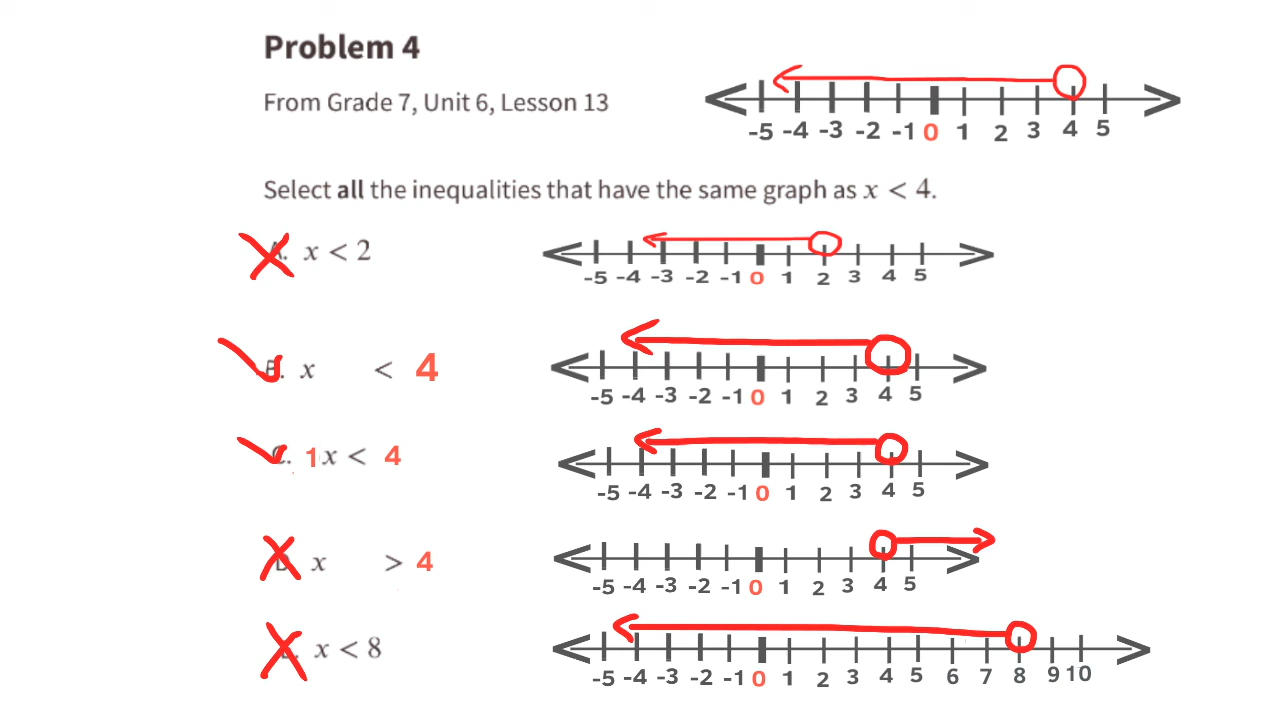 Problem 4
From Grade 7, Unit 6, Lesson 13
-5 -4 -3 -2 -1 0 1 2 3 4 5
Select all the inequalities that have the same graph as x < 4.
A. x < 2
-5 -4 -3 -2 -1 0 1 2 3 4 5
B. x < 4
-5 -4 -3 -2 -1 0 1 2 3 4 5
C. 1x < 4
-5 -4 -3 -2 -1 0 1 2 3 4 5
D. x > 4
-5 -4 -3 -2 -1 0 1 2 3 4 5
x < 8
-5 -4 -3 -2 -1 0 1 2 3 4 5 6 7 8 9 10